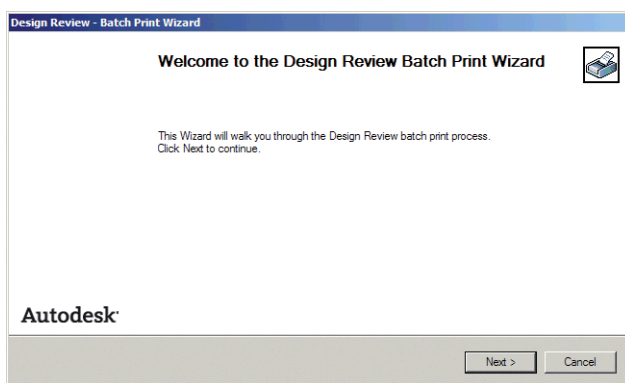 Design Review - Batch Print Wizard
Welcome to the Design Review Batch Print Wizard
This Wizard will walk you through the Design Review batch print process.
Click Next to continue.
Autodesk
Next >
Cancel